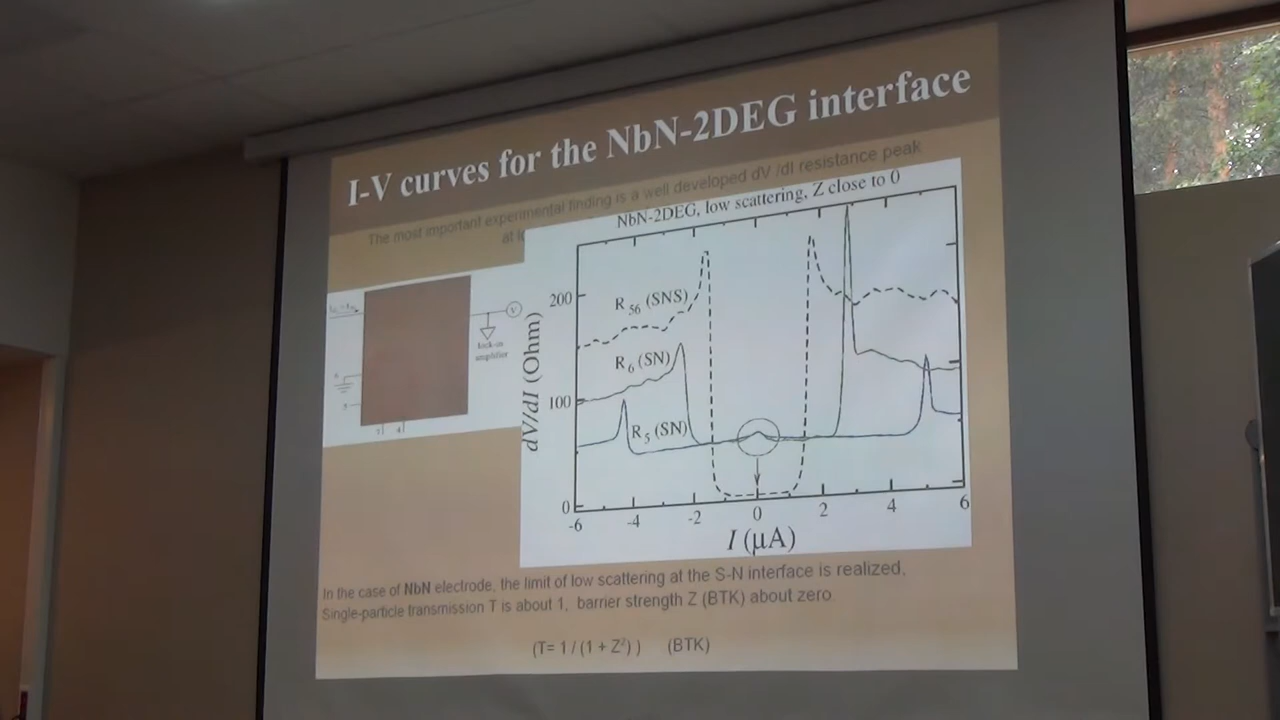 I-V curves for the NbN-2DEG interface
The most important experimental finding is a well developed dV /dI resistance peak
at
NbN-2DEG, low scattering, Z close to 0
R56 (SNS)
R6 (SN)
R5 (SN)
dV/dI (Ohm)
200
100
0
-6 -4 -2 0 2 4 6
I (μA)
V
lock-in
amplifier
In the case of NbN electrode, the limit of low scattering at the S-N interface is realized.
Single-particle transmission T is about 1, barrier strength Z (BTK) about zero.
(T= 1 / (1 + Z²) ) (BTK)